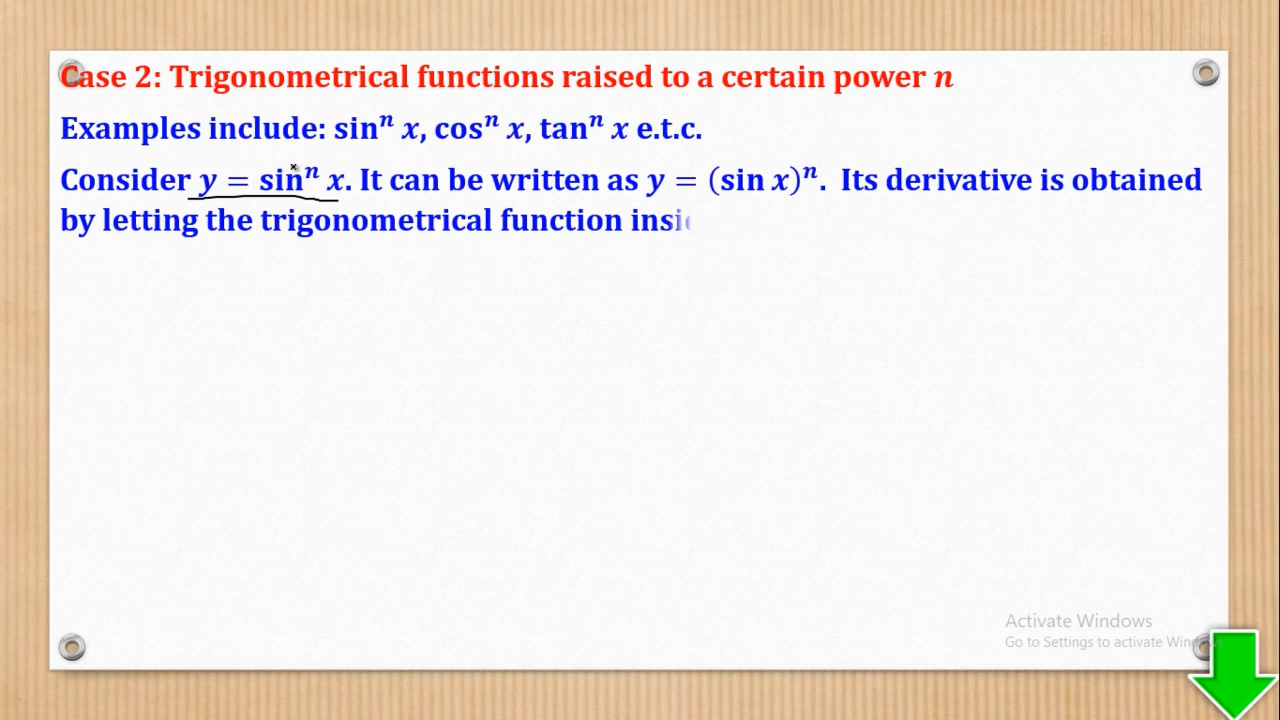 Case 2: Trigonometrical functions raised to a certain power n
Examples include: sinⁿ x, cosⁿ x, tanⁿ x e.t.c.
Consider y = sinⁿ x. It can be written as y = (sin x)ⁿ. Its derivative is obtained
by letting the trigonometrical function
Activate Windows
Go to Settings to activate Windows